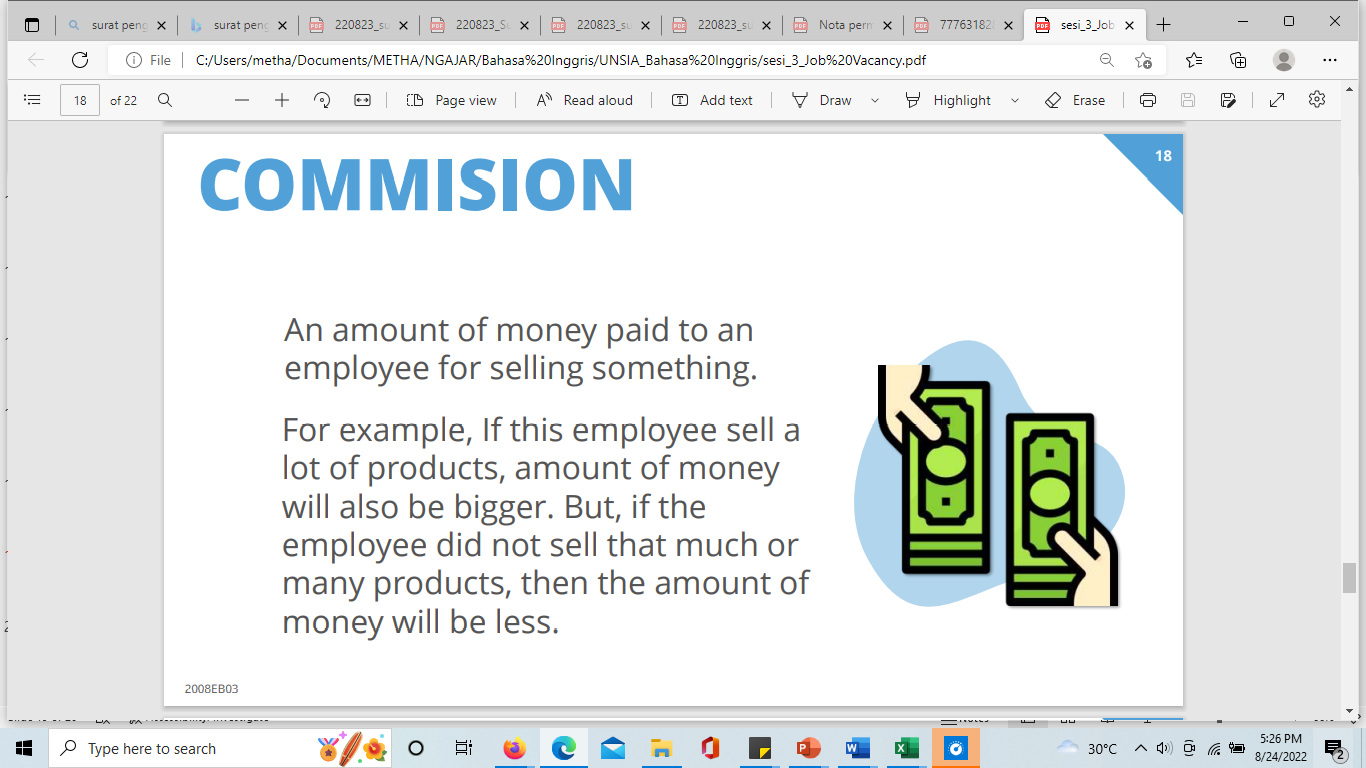 surat peng
surat peng
220823_su
220823_Su
220823_su
220823_su
Nota perm
77763182
sesi_3_Job
File
C:/Users/metha/Documents/METHA/NGAJAR/Bahasa%20Inggris/UNSIA_Bahasa%20Inggris/sesi_3_Job%20Vacancy.pdf
18 of 22
Page view
Read aloud
Add text
Draw
Highlight
Erase
COMMISION
18
An amount of money paid to an
employee for selling something.
For example, If this employee sell a
lot of products, amount of money
will also be bigger. But, if the
employee did not sell that much or
many products, then the amount of
money will be less.
2008EB03
Type here to search
30°C
5:26 PM
8/24/2022
2